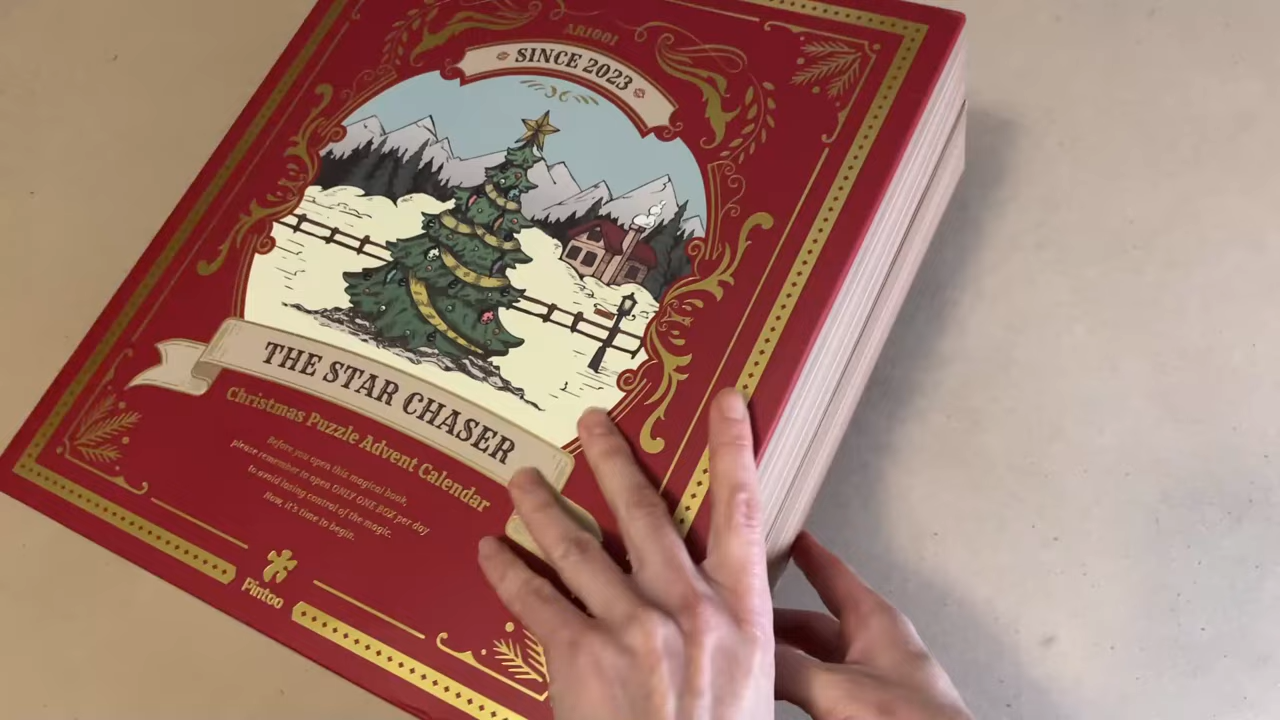 AR1001
SINCE 2023
THE STAR CHASER
Christmas Puzzle Advent Calendar
Before you open this magical book,
please remember to open ONLY ONE BOX per day
to avoid losing control of the magic.
Now, it's time to begin.
Pintoo